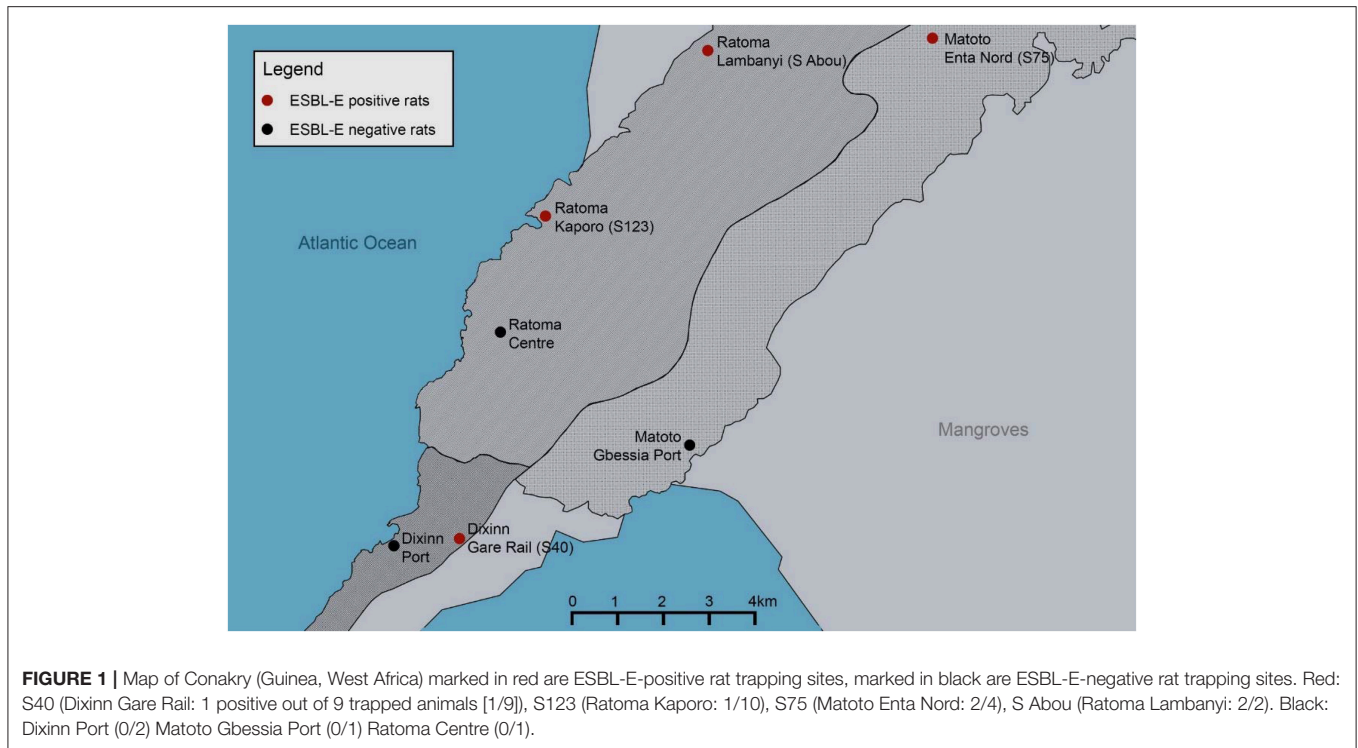 Legend
ESBL-E positive rats
ESBL-E negative rats
Ratoma
Lambanyi (S Abou)
Matoto
Enta Nord (S75)
Ratoma
Kaporo (S123)
Atlantic Ocean
Ratoma
Centre
Matoto
Gbessia Port
Mangroves
Dixinn
Port
Dixinn
Gare Rail (S40)
0 1 2 3 4km
FIGURE 1 | Map of Conakry (Guinea, West Africa) marked in red are ESBL-E-positive rat trapping sites, marked in black are ESBL-E-negative rat trapping sites. Red:
S40 (Dixinn Gare Rail: 1 positive out of 9 trapped animals [1/9]), S123 (Ratoma Kaporo: 1/10), S75 (Matoto Enta Nord: 2/4), S Abou (Ratoma Lambanyi: 2/2). Black:
Dixinn Port (0/2) Matoto Gbessia Port (0/1) Ratoma Centre (0/1).